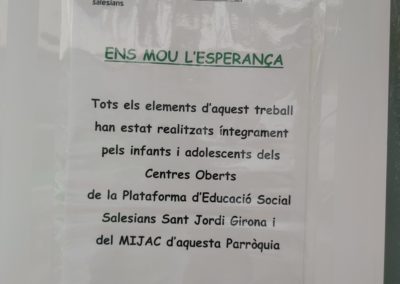 salesians
ENS MOU L'ESPERANÇA
Tots els elements d'aquest treball
han estat realitzats íntegrament
pels infants i adolescents dels
Centres Oberts
de la Plataforma d'Educació Social
Salesians Sant Jordi Girona i
del MIJAC d'aquesta Parròquia